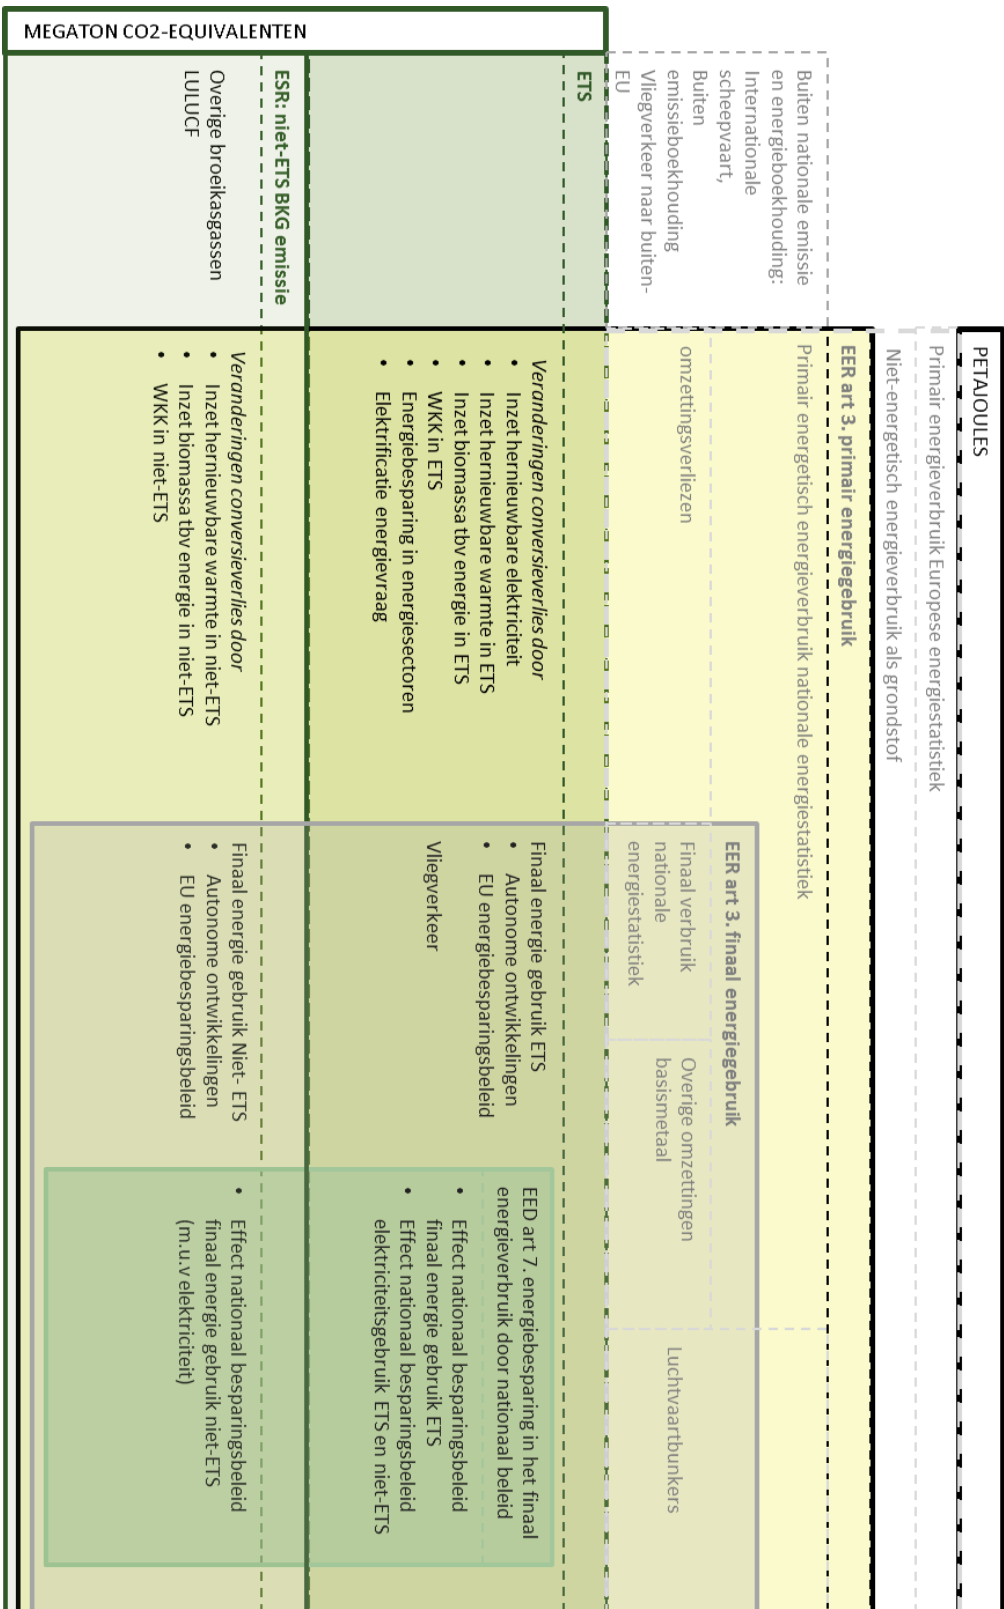 MEGATON CO2-EQUIVALENTEN
PETAJOULES
Primair energieverbruik Europese energiestatistiek
Niet-energetisch energieverbruik als grondstof
EER art 3. primair energiegebruik
Primair energetisch energieverbruik nationale energiestatistiek
Buiten nationale emissie
en energieboekhouding:
Internationale
scheepvaart,
Buiten
emissieboekhouding
Vliegverkeer naar buiten-
EU
omzettingsverliezen
EER art 3. finaal energiegebruik
Finaal verbruik
nationale
energiestatistiek
Overige omzettingen
basismetaal
Luchtvaartbunkers
ETS
Veranderingen conversieverlies door
• Inzet hernieuwbare elektriciteit
• Inzet hernieuwbare warmte in ETS
• Inzet biomassa tbv energie in ETS
• WKK in ETS
• Energiebesparing in energiesectoren
• Elektrificatie energievraag
Finaal energie gebruik ETS
• Autonome ontwikkelingen
• EU energiebesparingsbeleid
Vliegverkeer
EED art 7. energiebesparing in het finaal
energieverbruik door nationaal beleid
• Effect nationaal besparingsbeleid
finaal energie gebruik ETS
• Effect nationaal besparingsbeleid
elektriciteitsgebruik ETS en niet-ETS
ESR: niet-ETS BKG emissie
Overige broeikasgassen
LULUCF
Veranderingen conversieverlies door
• Inzet hernieuwbare warmte in niet-ETS
• Inzet biomassa tbv energie in niet-ETS
• WKK in niet-ETS
Finaal energie gebruik Niet- ETS
• Autonome ontwikkelingen
• EU energiebesparingsbeleid
• Effect nationaal besparingsbeleid
finaal energie gebruik niet-ETS
(m.u.v elektriciteit)